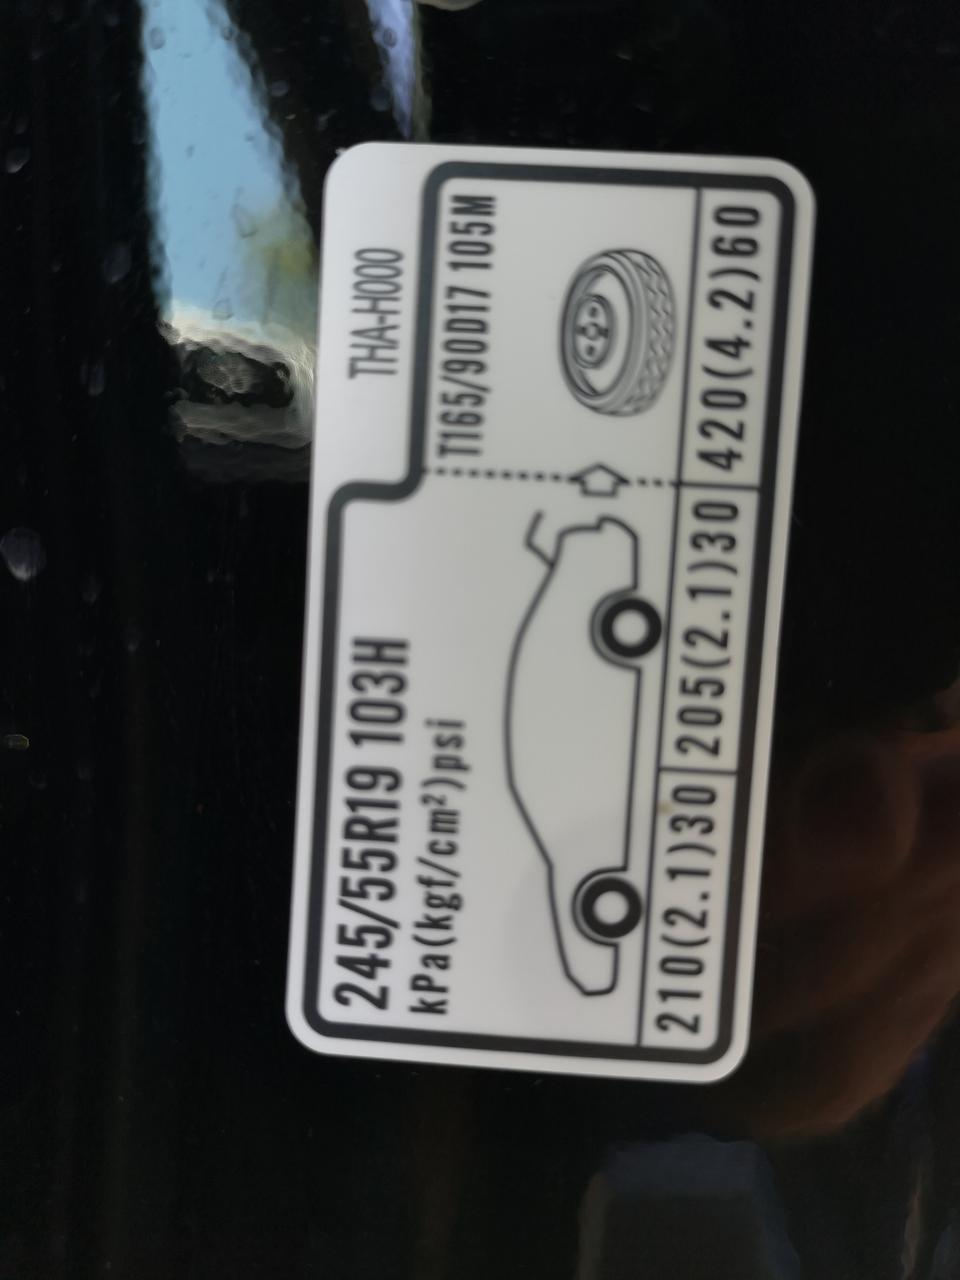 THA-H000
245/55R19 103H
kPa(kgf/cm²)psi
T165/90D17 105M
210(2.1)30
205(2.1)30
420(4.2)60